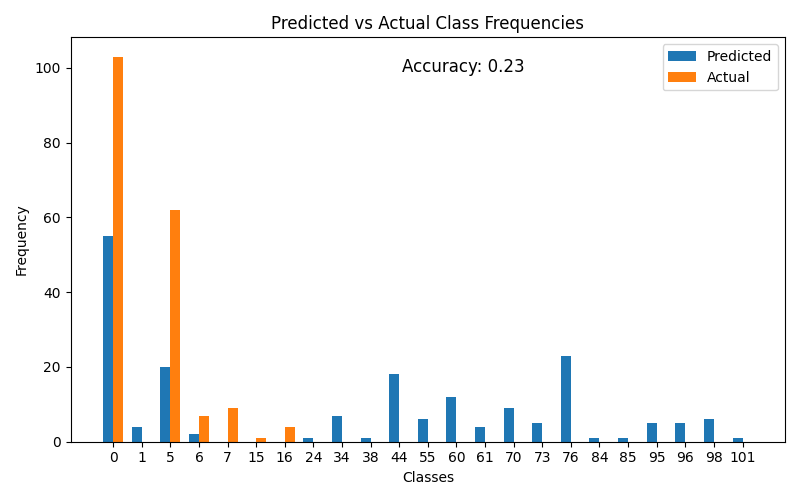 Predicted vs Actual Class Frequencies
Accuracy: 0.23
Predicted
Actual
Frequency
100
80
60
40
20
0
0 1 5 6 7 15 16 24 34 38 44 55 60 61 70 73 76 84 85 95 96 98 101
Classes